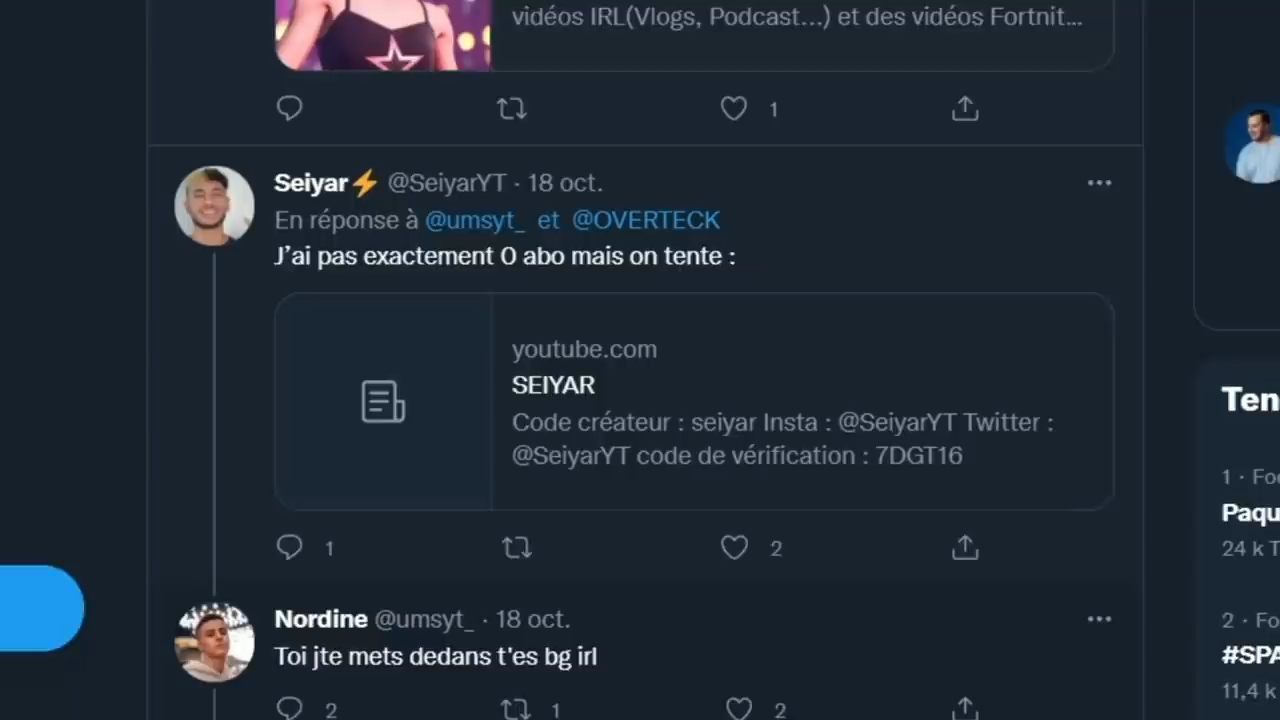 vidéos IRL(Vlogs, Podcast...) et des vidéos Fortnit...
1
Seiyar⚡ @SeiyarYT · 18 oct.
En réponse à @umsyt_ et @OVERTECK
J'ai pas exactement 0 abo mais on tente :
youtube.com
SEIYAR
Code créateur : seiyar Insta : @SeiyarYT Twitter :
@SeiyarYT code de vérification : 7DGT16
1 2
Nordine @umsyt_ · 18 oct.
Toi jte mets dedans t'es bg irl
2 1 2
Ten
1 · Foo
Paqu
24 k T
2 · Fo
#SPA
11,4 k